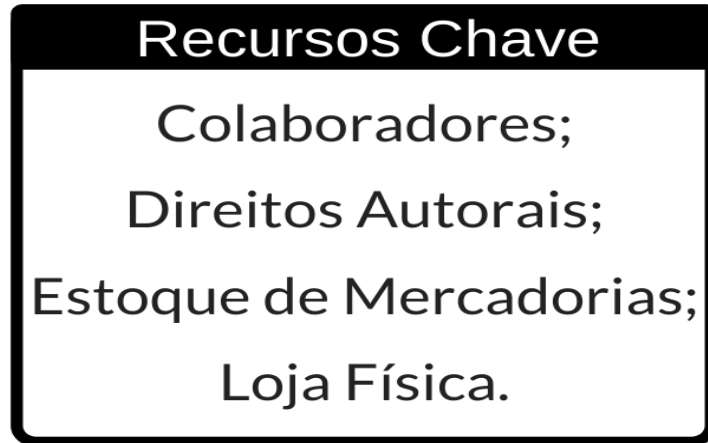 Recursos Chave
Colaboradores;
Direitos Autorais;
Estoque de Mercadorias;
Loja Física.